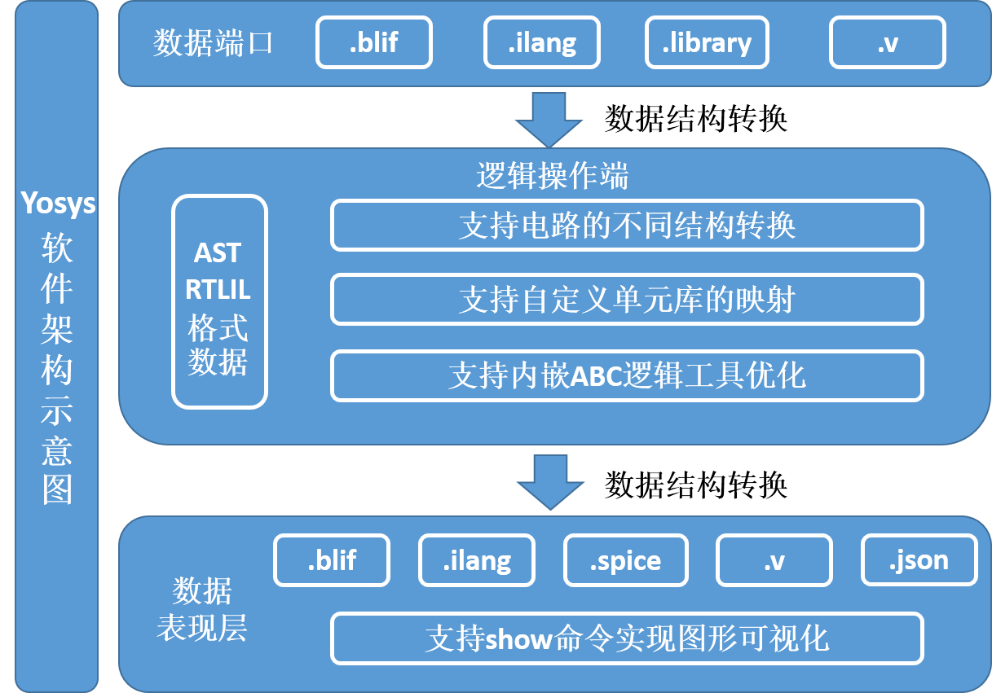 Yosys
软
件
架
构
示
意
图
数据端口
.blif
.ilang
.library
.v
数据结构转换
逻辑操作端
AST
RTLIL
格式
数据
支持电路的不同结构转换
支持自定义单元库的映射
支持内嵌ABC逻辑工具优化
数据结构转换
数据
表现层
.blif
.ilang
.spice
.v
.json
支持show命令实现图形可视化